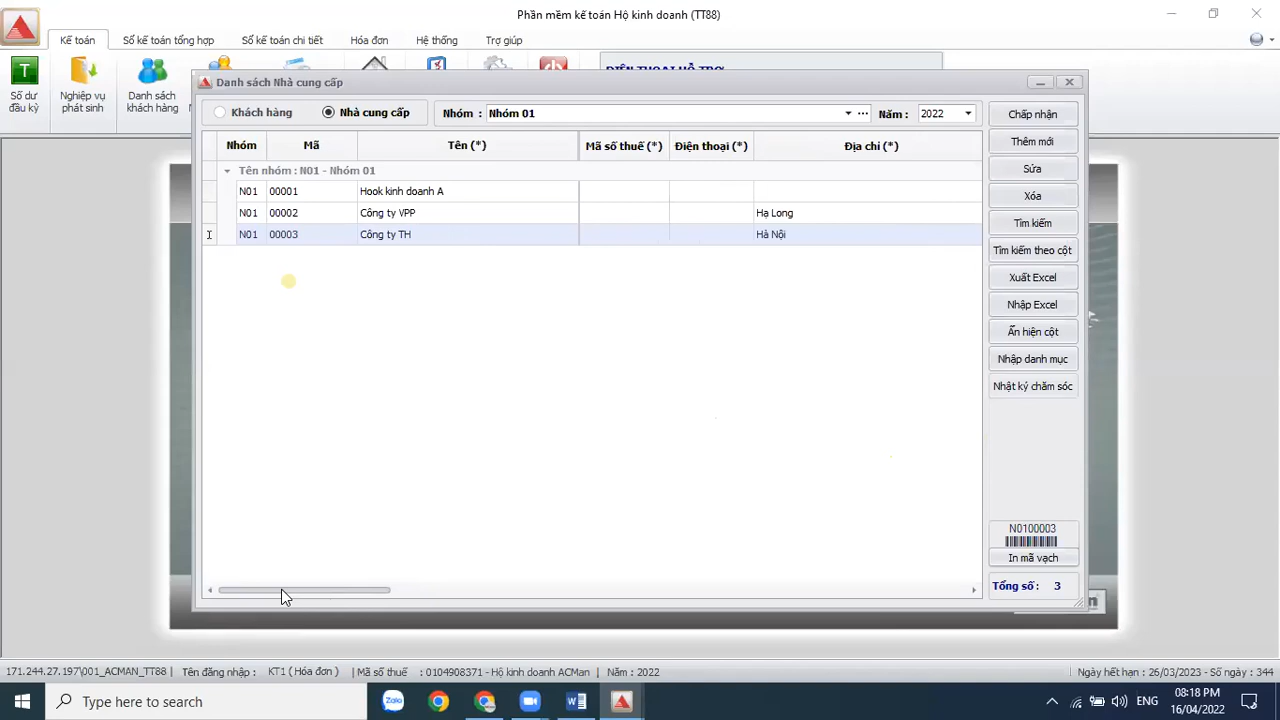 Phần mềm kế toán Hộ kinh doanh (TT88)
Kế toán Sổ kế toán tổng hợp Sổ kế toán chi tiết Hóa đơn Hệ thống Trợ giúp
Số dư đầu kỳ
Nghiệp vụ phát sinh
Danh sách khách hàng
Danh sách Nhà cung cấp
Khách hàng Nhà cung cấp Nhóm : Nhóm 01 ... Năm : 2022
Nhóm Mã Tên (*) Mã số thuế (*) Điện thoại (*) Địa chỉ (*)
Tên nhóm : N01 - Nhóm 01
N01 00001 Hook kinh doanh A
N01 00002 Công ty VPP Hạ Long
N01 00003 Công ty TH Hà Nội
Chấp nhận
Thêm mới
Sửa
Xóa
Tìm kiếm
Tìm kiếm theo cột
Xuất Excel
Nhập Excel
Ẩn hiện cột
Nhập danh mục
Nhật ký chăm sóc
N0100003
In mã vạch
Tổng số : 3
171.244.27.197\001_ACMAN_TT88 Tên đăng nhập : KT1 ( Hóa đơn ) Mã số thuế : 0104908371 - Hộ kinh doanh ACMan Năm : 2022 Ngày hết hạn : 26/03/2023 - Số ngày : 344
Type here to search
Zalo
ENG
08:18 PM
16/04/2022